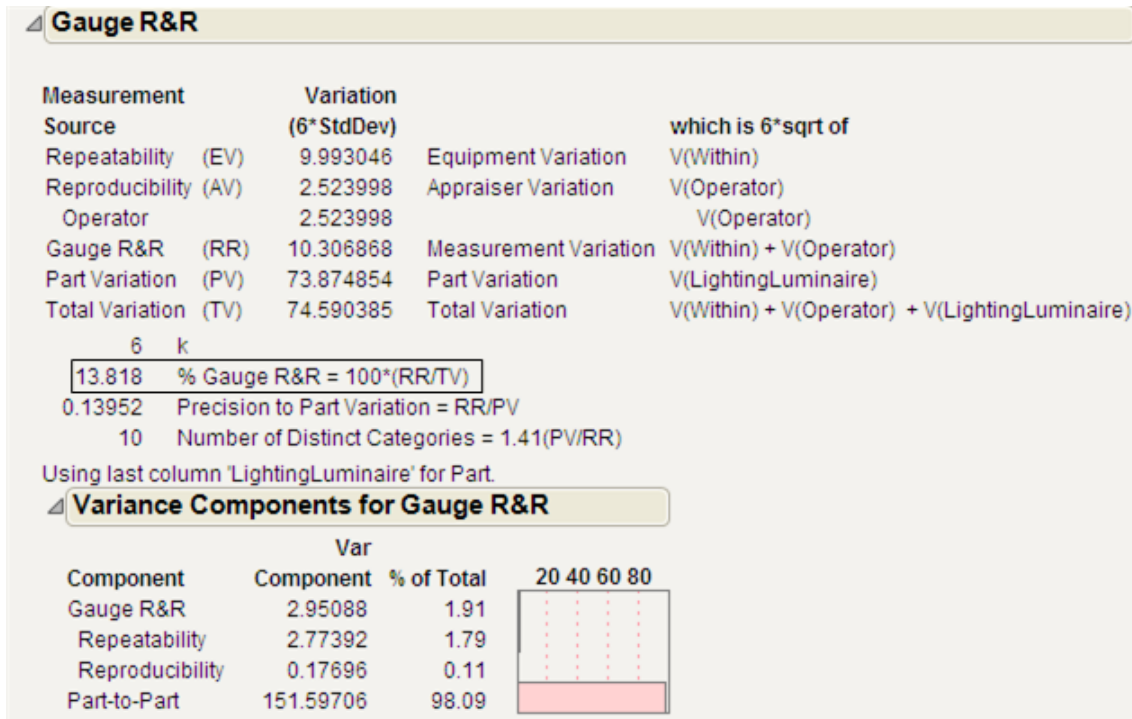 Gauge R&R
Measurement Variation
Source (6*StdDev) which is 6*sqrt of
Repeatability (EV) 9.993046 Equipment Variation V(Within)
Reproducibility (AV) 2.523998 Appraiser Variation V(Operator)
Operator 2.523998 V(Operator)
Gauge R&R (RR) 10.306868 Measurement Variation V(Within) + V(Operator)
Part Variation (PV) 73.874854 Part Variation V(LightingLuminaire)
Total Variation (TV) 74.590385 Total Variation V(Within) + V(Operator) + V(LightingLuminaire)
6 k
13.818 % Gauge R&R = 100*(RR/TV)
0.13952 Precision to Part Variation = RR/PV
10 Number of Distinct Categories = 1.41(PV/RR)
Using last column 'LightingLuminaire' for Part.
Variance Components for Gauge R&R
Var
Component Component % of Total 20 40 60 80
Gauge R&R 2.95088 1.91
Repeatability 2.77392 1.79
Reproducibility 0.17696 0.11
Part-to-Part 151.59706 98.09